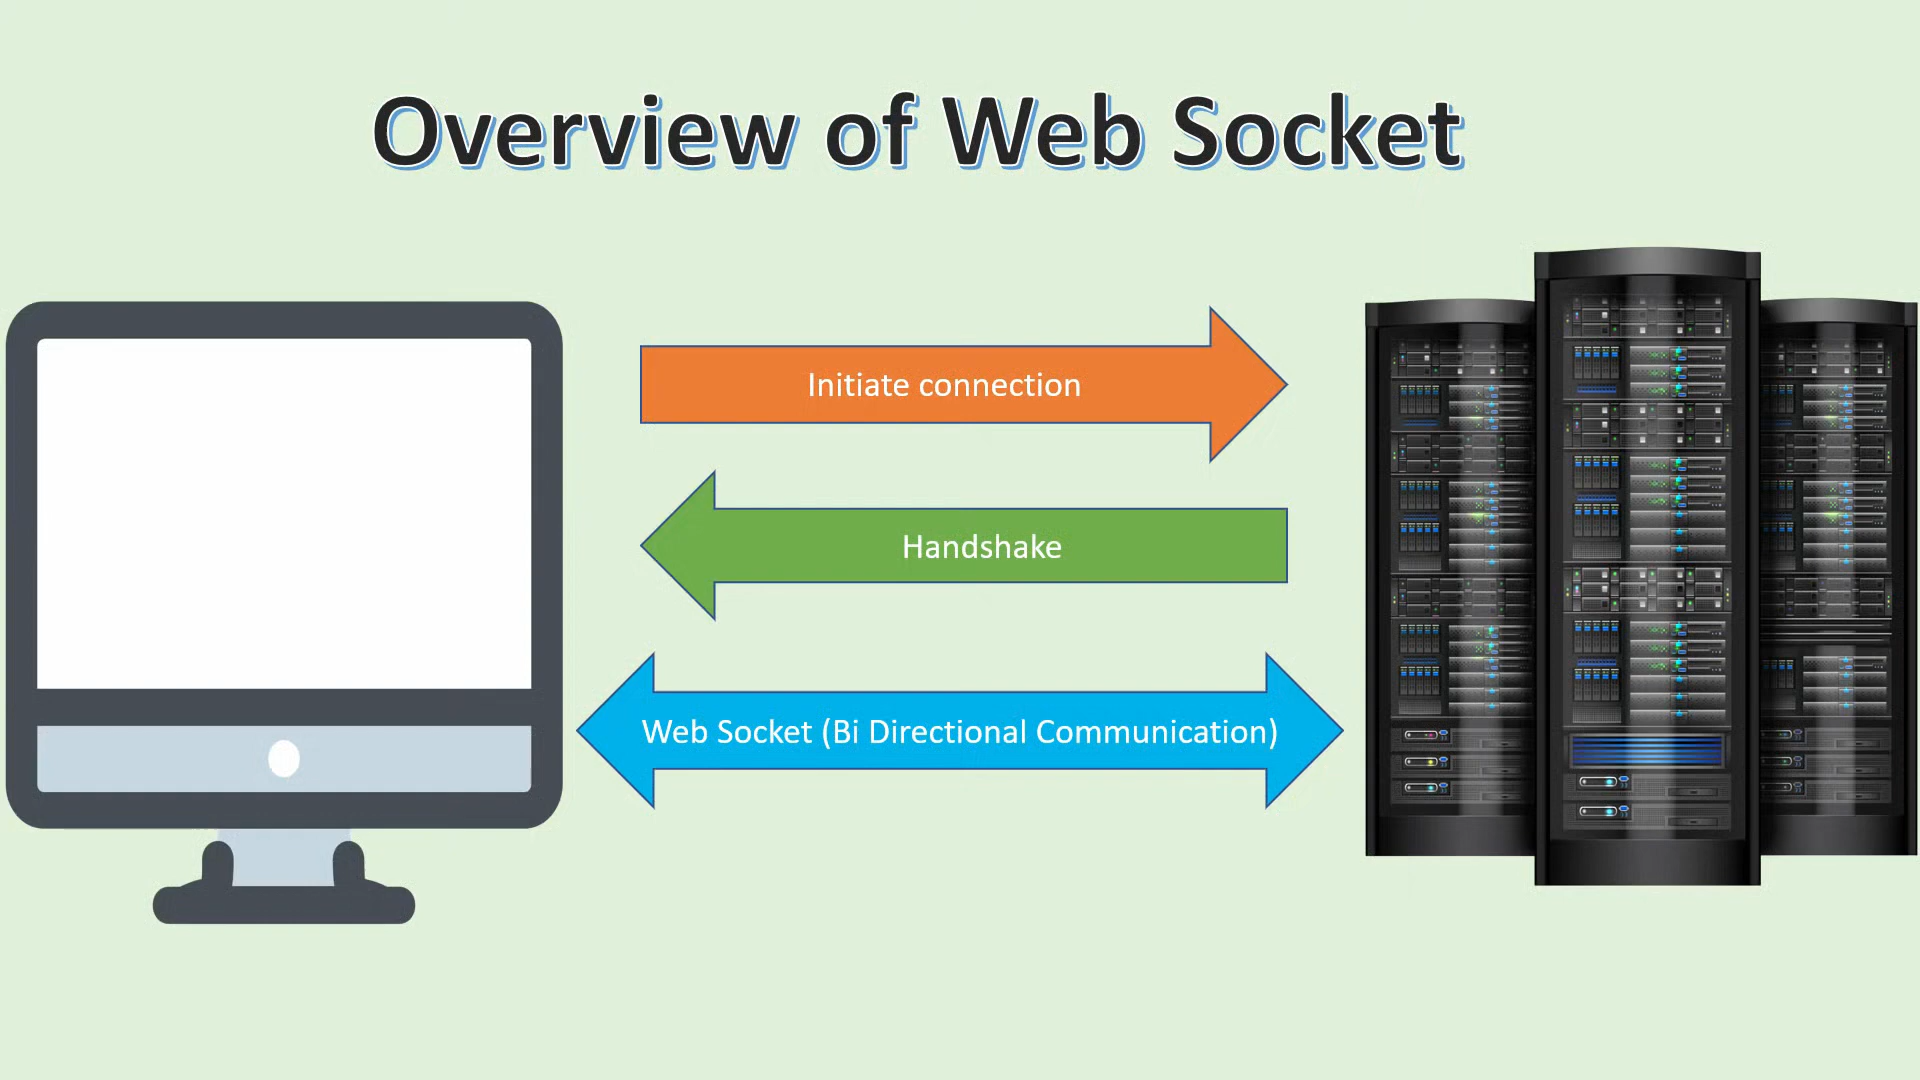 Overview of Web Socket
Initiate connection
Handshake
Web Socket (Bi Directional Communication)